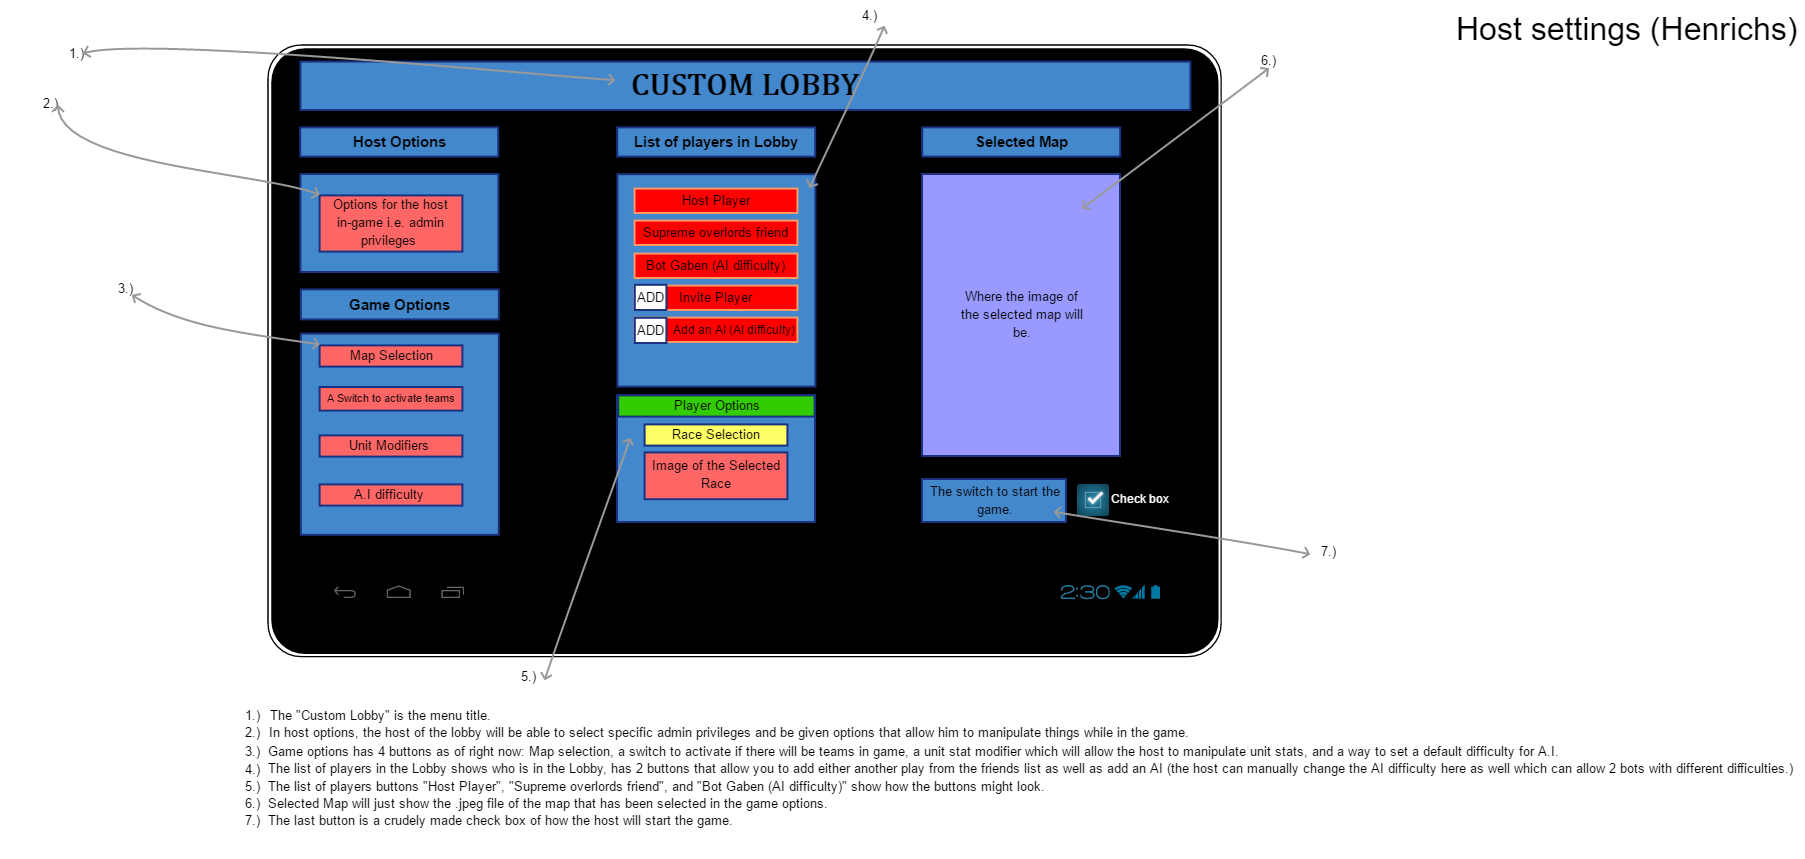 Host settings (Henrichs)
4.)
1.)
6.)
2.)
CUSTOM LOBBY
Host Options
List of players in Lobby
Selected Map
Options for the host
in-game i.e. admin
privileges
Host Player
Supreme overlords friend
Bot Gaben (AI difficulty)
ADD Invite Player
ADD Add an AI (AI difficulty)
Where the image of
the selected map will
be.
3.)
Game Options
Map Selection
A Switch to activate teams
Unit Modifiers
A.I difficulty
Player Options
Race Selection
Image of the Selected
Race
The switch to start the
game.
Check box
7.)
2:30
5.)
1.) The "Custom Lobby" is the menu title.
2.) In host options, the host of the lobby will be able to select specific admin privileges and be given options that allow him to manipulate things while in the game.
3.) Game options has 4 buttons as of right now: Map selection, a switch to activate if there will be teams in game, a unit stat modifier which will allow the host to manipulate unit stats, and a way to set a default difficulty for A.I.
4.) The list of players in the Lobby shows who is in the Lobby, has 2 buttons that allow you to add either another play from the friends list as well as add an AI (the host can manually change the AI difficulty here as well which can allow 2 bots with different difficulties.)
5.) The list of players buttons "Host Player", "Supreme overlords friend", and "Bot Gaben (AI difficulty)" show how the buttons might look.
6.) Selected Map will just show the .jpeg file of the map that has been selected in the game options.
7.) The last button is a crudely made check box of how the host will start the game.